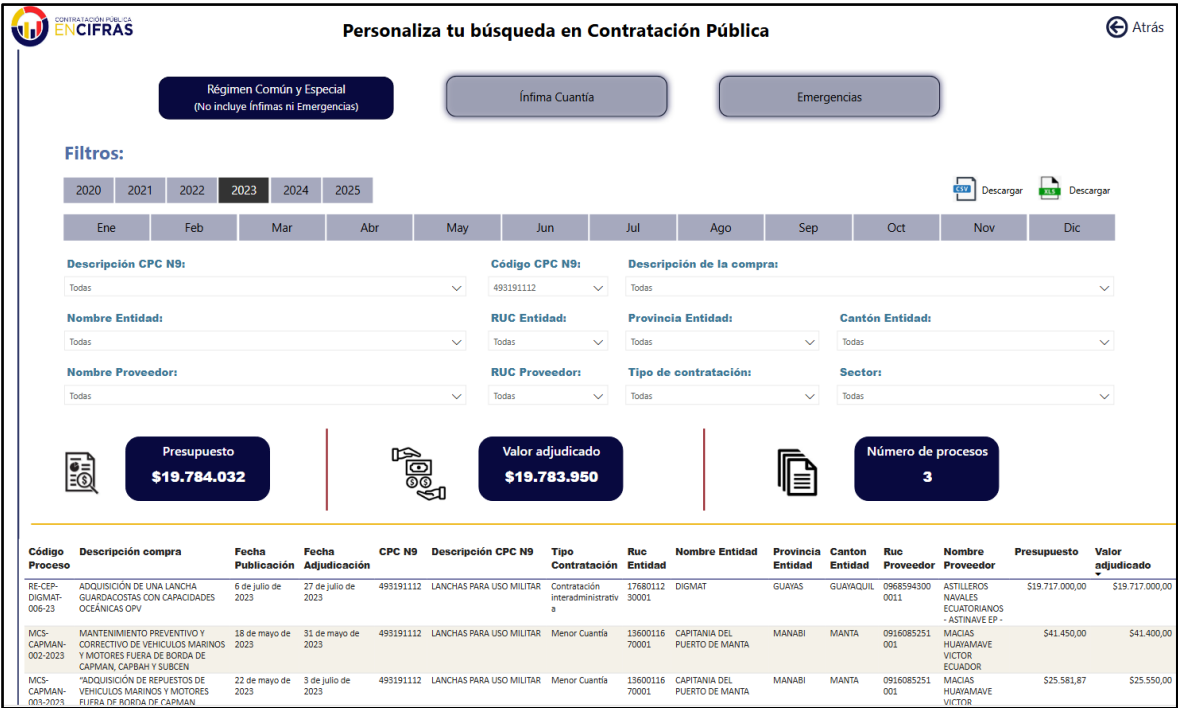 CONTRATACIÓN PÚBLICA
ENCIFRAS
Personaliza tu búsqueda en Contratación Pública
Atrás
Régimen Común y Especial
(No incluye Ínfimas ni Emergencias)
Ínfima Cuantía
Emergencias
Filtros:
2020 2021 2022 2023 2024 2025
CSV Descargar XLS Descargar
Ene Feb Mar Abr May Jun Jul Ago Sep Oct Nov Dic
Descripción CPC N9: Código CPC N9: Descripción de la compra:
Todas 493191112 Todas
Nombre Entidad: RUC Entidad: Provincia Entidad: Cantón Entidad:
Todas Todas Todas Todas
Nombre Proveedor: RUC Proveedor: Tipo de contratación: Sector:
Todas Todas Todas Todas
Presupuesto Valor adjudicado Número de procesos
$19.784.032 $19.783.950 3
Código Descripción compra Fecha Fecha CPC N9 Descripción CPC N9 Tipo Ruc Nombre Entidad Provincia Canton Ruc Nombre Presupuesto Valor
Proceso Publicación Adjudicación Contratación Entidad Entidad Entidad Proveedor Proveedor adjudicado
RE-CEP- ADQUISICIÓN DE UNA LANCHA 6 de julio de 27 de julio de 493191112 LANCHAS PARA USO MILITAR Contratación 17680112 DIGMAT GUAYAS GUAYAQUIL 0968594300 ASTILLEROS $19.717.000,00 $19.717.000,00
DIGMAT- GUARDACOSTAS CON CAPACIDADES 2023 2023 interadministrativ 30001 0011 NAVALES
006-23 OCEÁNICAS OPV a ECUATORIANOS
- ASTINAVE EP -
MCS- MANTENIMIENTO PREVENTIVO Y 18 de mayo de 31 de mayo de 493191112 LANCHAS PARA USO MILITAR Menor Cuantía 13600116 CAPITANIA DEL MANABI MANTA 0916085251 MACIAS $41.450,00 $41.400,00
CAPMAN- CORRECTIVO DE VEHICULOS MARINOS 2023 2023 70001 PUERTO DE MANTA 001 HUAYAMAVE
002-2023 Y MOTORES FUERA DE BORDA DE VICTOR
CAPMAN, CAPBAH Y SUBCEN ECUADOR
MCS- "ADQUISICIÓN DE REPUESTOS DE 22 de mayo de 3 de julio de 493191112 LANCHAS PARA USO MILITAR Menor Cuantía 13600116 CAPITANIA DEL MANABI MANTA 0916085251 MACIAS $25.581,87 $25.550,00
CAPMAN- VEHICULOS MARINOS Y MOTORES 2023 2023 70001 PUERTO DE MANTA 001 HUAYAMAVE
003-2023 FUERA DE BORDA DE CAPMAN VICTOR